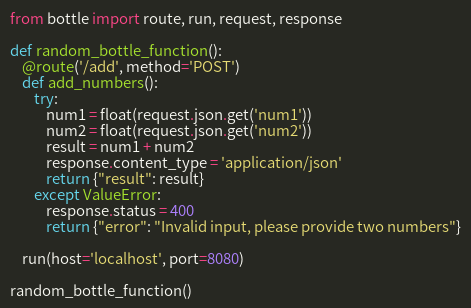 from bottle import route, run, request, response

def random_bottle_function():
    @route('/add', method='POST')
    def add_numbers():
        try:
            num1 = float(request.json.get('num1'))
            num2 = float(request.json.get('num2'))
            result = num1 + num2
            response.content_type = 'application/json'
            return {"result": result}
        except ValueError:
            response.status = 400
            return {"error": "Invalid input, please provide two numbers"}

    run(host='localhost', port=8080)

random_bottle_function()